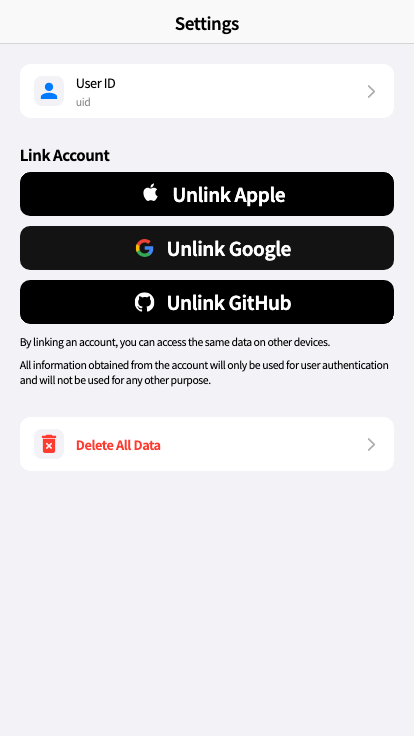 Settings
User ID
uid
Link Account
Unlink Apple
Unlink Google
Unlink GitHub
By linking an account, you can access the same data on other devices.
All information obtained from the account will only be used for user authentication
and will not be used for any other purpose.
Delete All Data